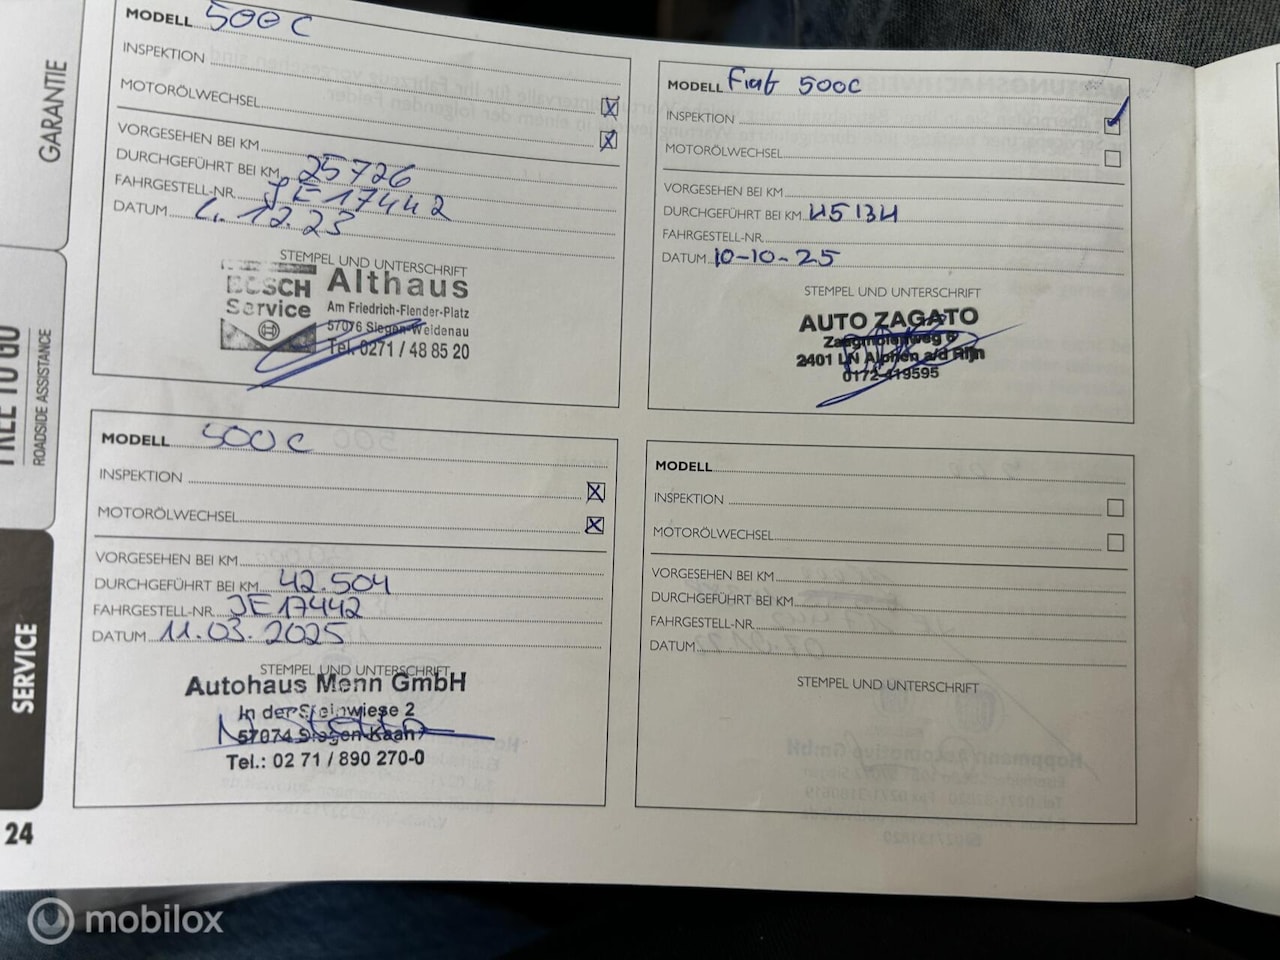 GARANTIE
FREE TO GO
ROADSIDE ASSISTANCE
SERVICE
24
MODELL 500C
INSPEKTION
MOTORÖLWECHSEL
VORGESEHEN BEI KM
DURCHGEFÜHRT BEI KM 25726
FAHRGESTELL-NR. JE17442
DATUM 12.23
STEMPEL UND UNTERSCHRIFT
BOSCH
Service
Althaus
Am Friedrich-Flender-Platz
57076 Siegen-Weidenau
Tel. 0271 / 48 85 20
MODELL 500C
INSPEKTION
MOTORÖLWECHSEL
VORGESEHEN BEI KM
DURCHGEFÜHRT BEI KM 42.504
FAHRGESTELL-NR. JE17442
DATUM 11.03.2025
STEMPEL UND UNTERSCHRIFT
Autohaus Menn GmbH
In der Steinwiese 2
57074 Siegen-Kaan
Tel.: 02 71 / 890 270-0
MODELL Fiat 500C
INSPEKTION
MOTORÖLWECHSEL
VORGESEHEN BEI KM
DURCHGEFÜHRT BEI KM 45134
FAHRGESTELL-NR.
DATUM 10-10-25
STEMPEL UND UNTERSCHRIFT
AUTO ZAGATO
Zaagmolenweg 6
2401 LN Alphen a/d Rijn
0172-419595
MODELL
INSPEKTION
MOTORÖLWECHSEL
VORGESEHEN BEI KM
DURCHGEFÜHRT BEI KM
FAHRGESTELL-NR.
DATUM
STEMPEL UND UNTERSCHRIFT
mobilox